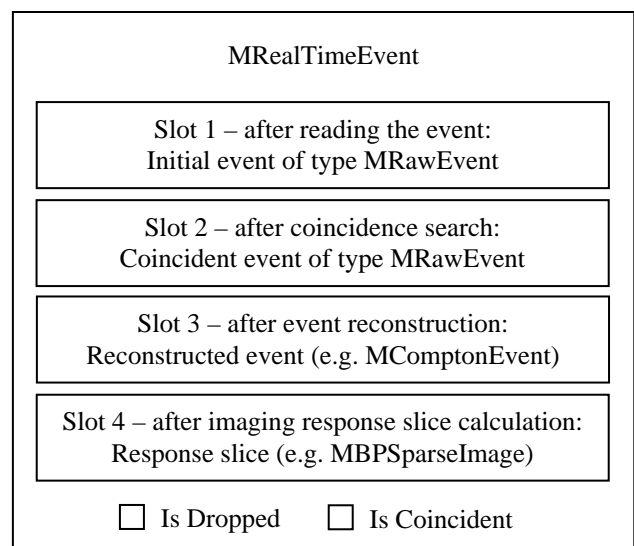 MRealTimeEvent
Slot 1 – after reading the event:
Initial event of type MRawEvent
Slot 2 – after coincidence search:
Coincident event of type MRawEvent
Slot 3 – after event reconstruction:
Reconstructed event (e.g. MComptonEvent)
Slot 4 – after imaging response slice calculation:
Response slice (e.g. MBPSparseImage)
Is Dropped Is Coincident